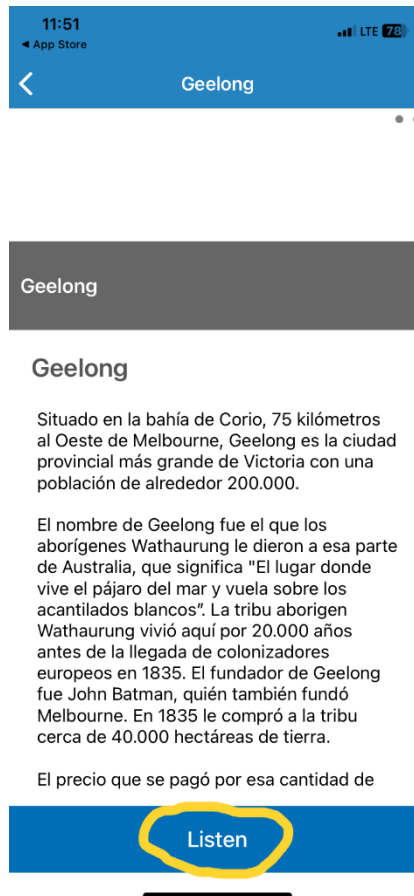 11:51
LTE 78
◀ App Store
Geelong
Geelong
Geelong
Situado en la bahía de Corio, 75 kilómetros
al Oeste de Melbourne, Geelong es la ciudad
provincial más grande de Victoria con una
población de alrededor 200.000.
El nombre de Geelong fue el que los
aborígenes Wathaurung le dieron a esa parte
de Australia, que significa "El lugar donde
vive el pájaro del mar y vuela sobre los
acantilados blancos”. La tribu aborigen
Wathaurung vivió aquí por 20.000 años
antes de la llegada de colonizadores
europeos en 1835. El fundador de Geelong
fue John Batman, quién también fundó
Melbourne. En 1835 le compró a la tribu
cerca de 40.000 hectáreas de tierra.
El precio que se pagó por esa cantidad de
Listen